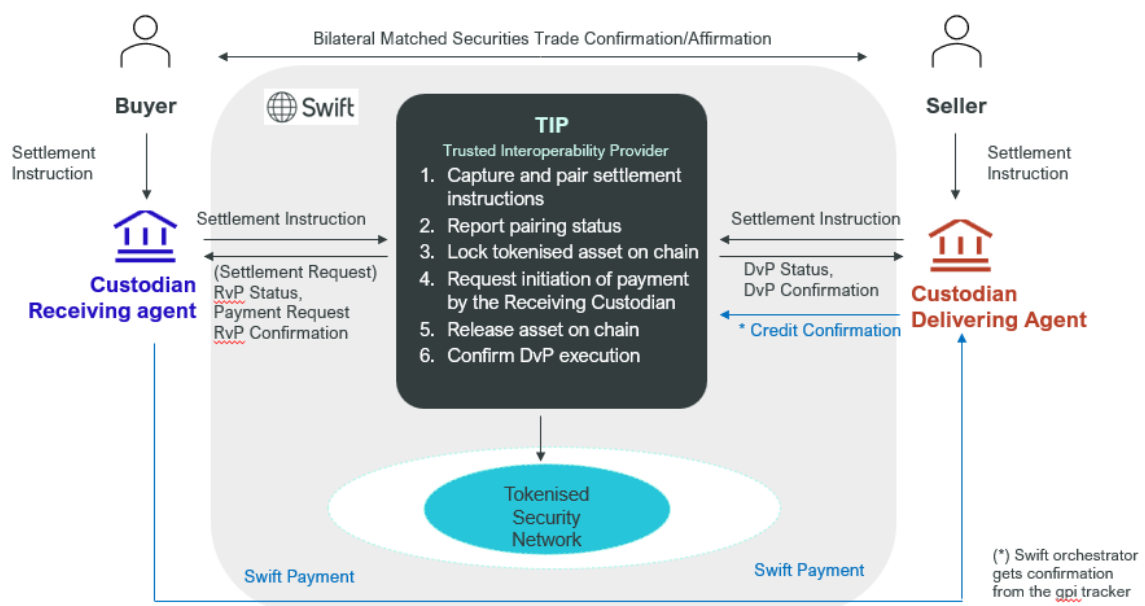 Bilateral Matched Securities Trade Confirmation/Affirmation
Buyer
Seller
Swift
Settlement
Instruction
Settlement
Instruction
TIP
Trusted Interoperability Provider
1. Capture and pair settlement
instructions
2. Report pairing status
3. Lock tokenised asset on chain
4. Request initiation of payment
by the Receiving Custodian
5. Release asset on chain
6. Confirm DvP execution
Settlement Instruction
(Settlement Request)
RvP Status,
Payment Request
RvP Confirmation
Custodian
Receiving agent
Settlement Instruction
DvP Status,
DvP Confirmation
* Credit Confirmation
Custodian
Delivering Agent
Tokenised
Security
Network
Swift Payment
Swift Payment
(*) Swift orchestrator
gets confirmation
from the gpi tracker